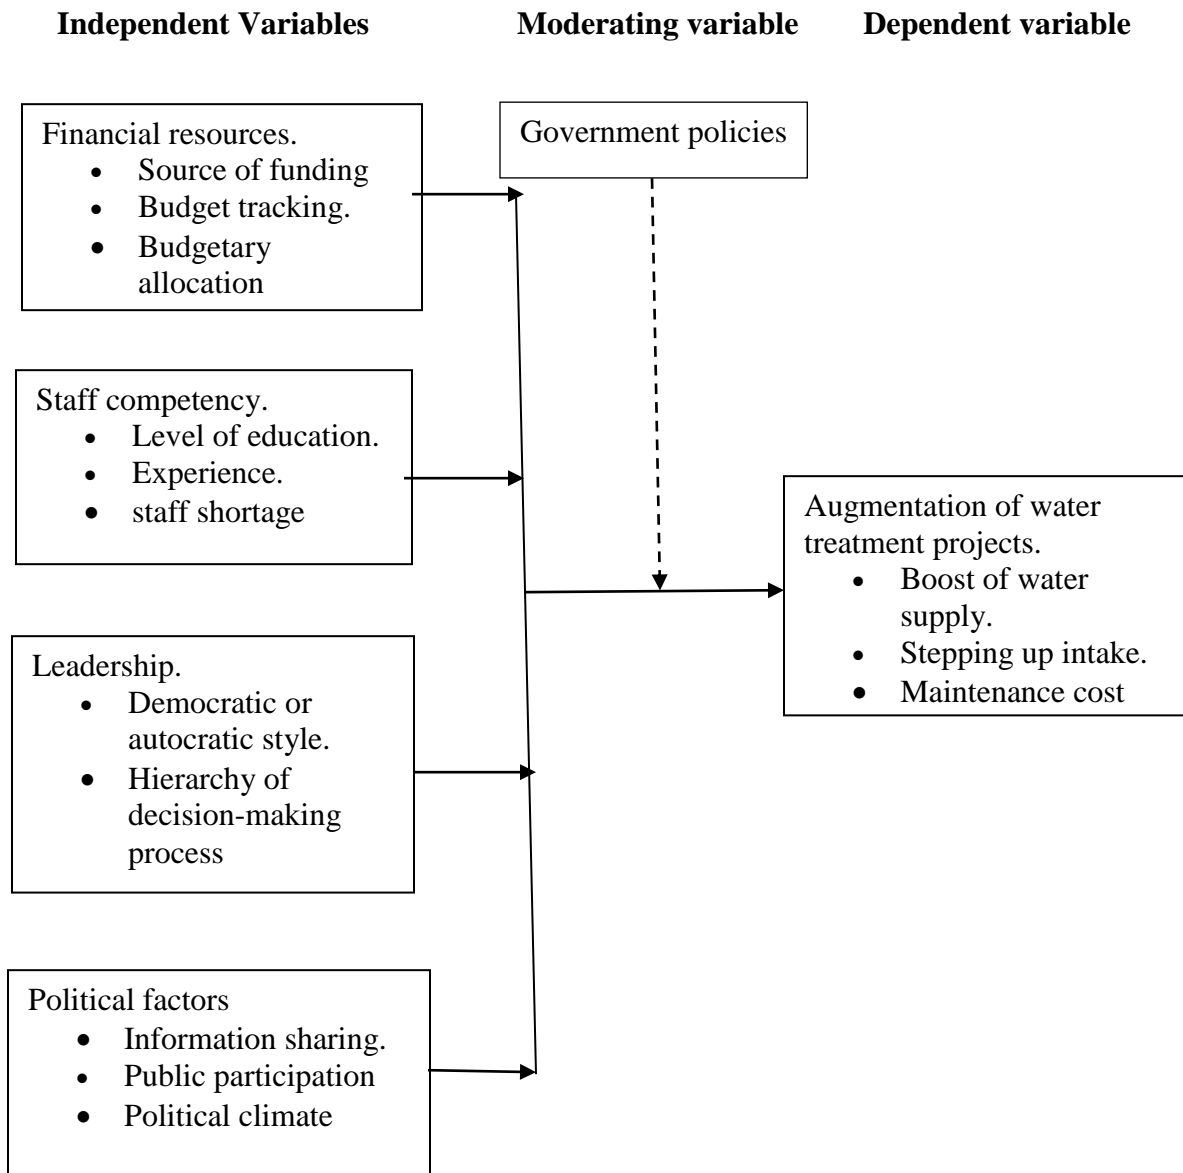 Independent Variables
Moderating variable
Dependent variable
Financial resources.
• Source of funding
• Budget tracking.
• Budgetary
allocation
Government policies
Staff competency.
• Level of education.
• Experience.
• staff shortage
Leadership.
• Democratic or
autocratic style.
• Hierarchy of
decision-making
process
Political factors
• Information sharing.
• Public participation
• Political climate
Augmentation of water
treatment projects.
• Boost of water
supply.
• Stepping up intake.
• Maintenance cost